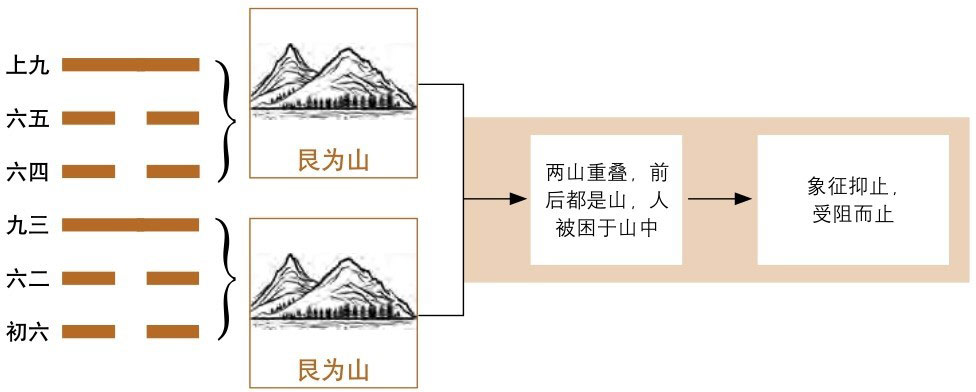 上九
六五
六四
九三
六二
初六
艮为山
艮为山
两山重叠，前
后都是山，人
被困于山中
象征抑止，
受阻而止